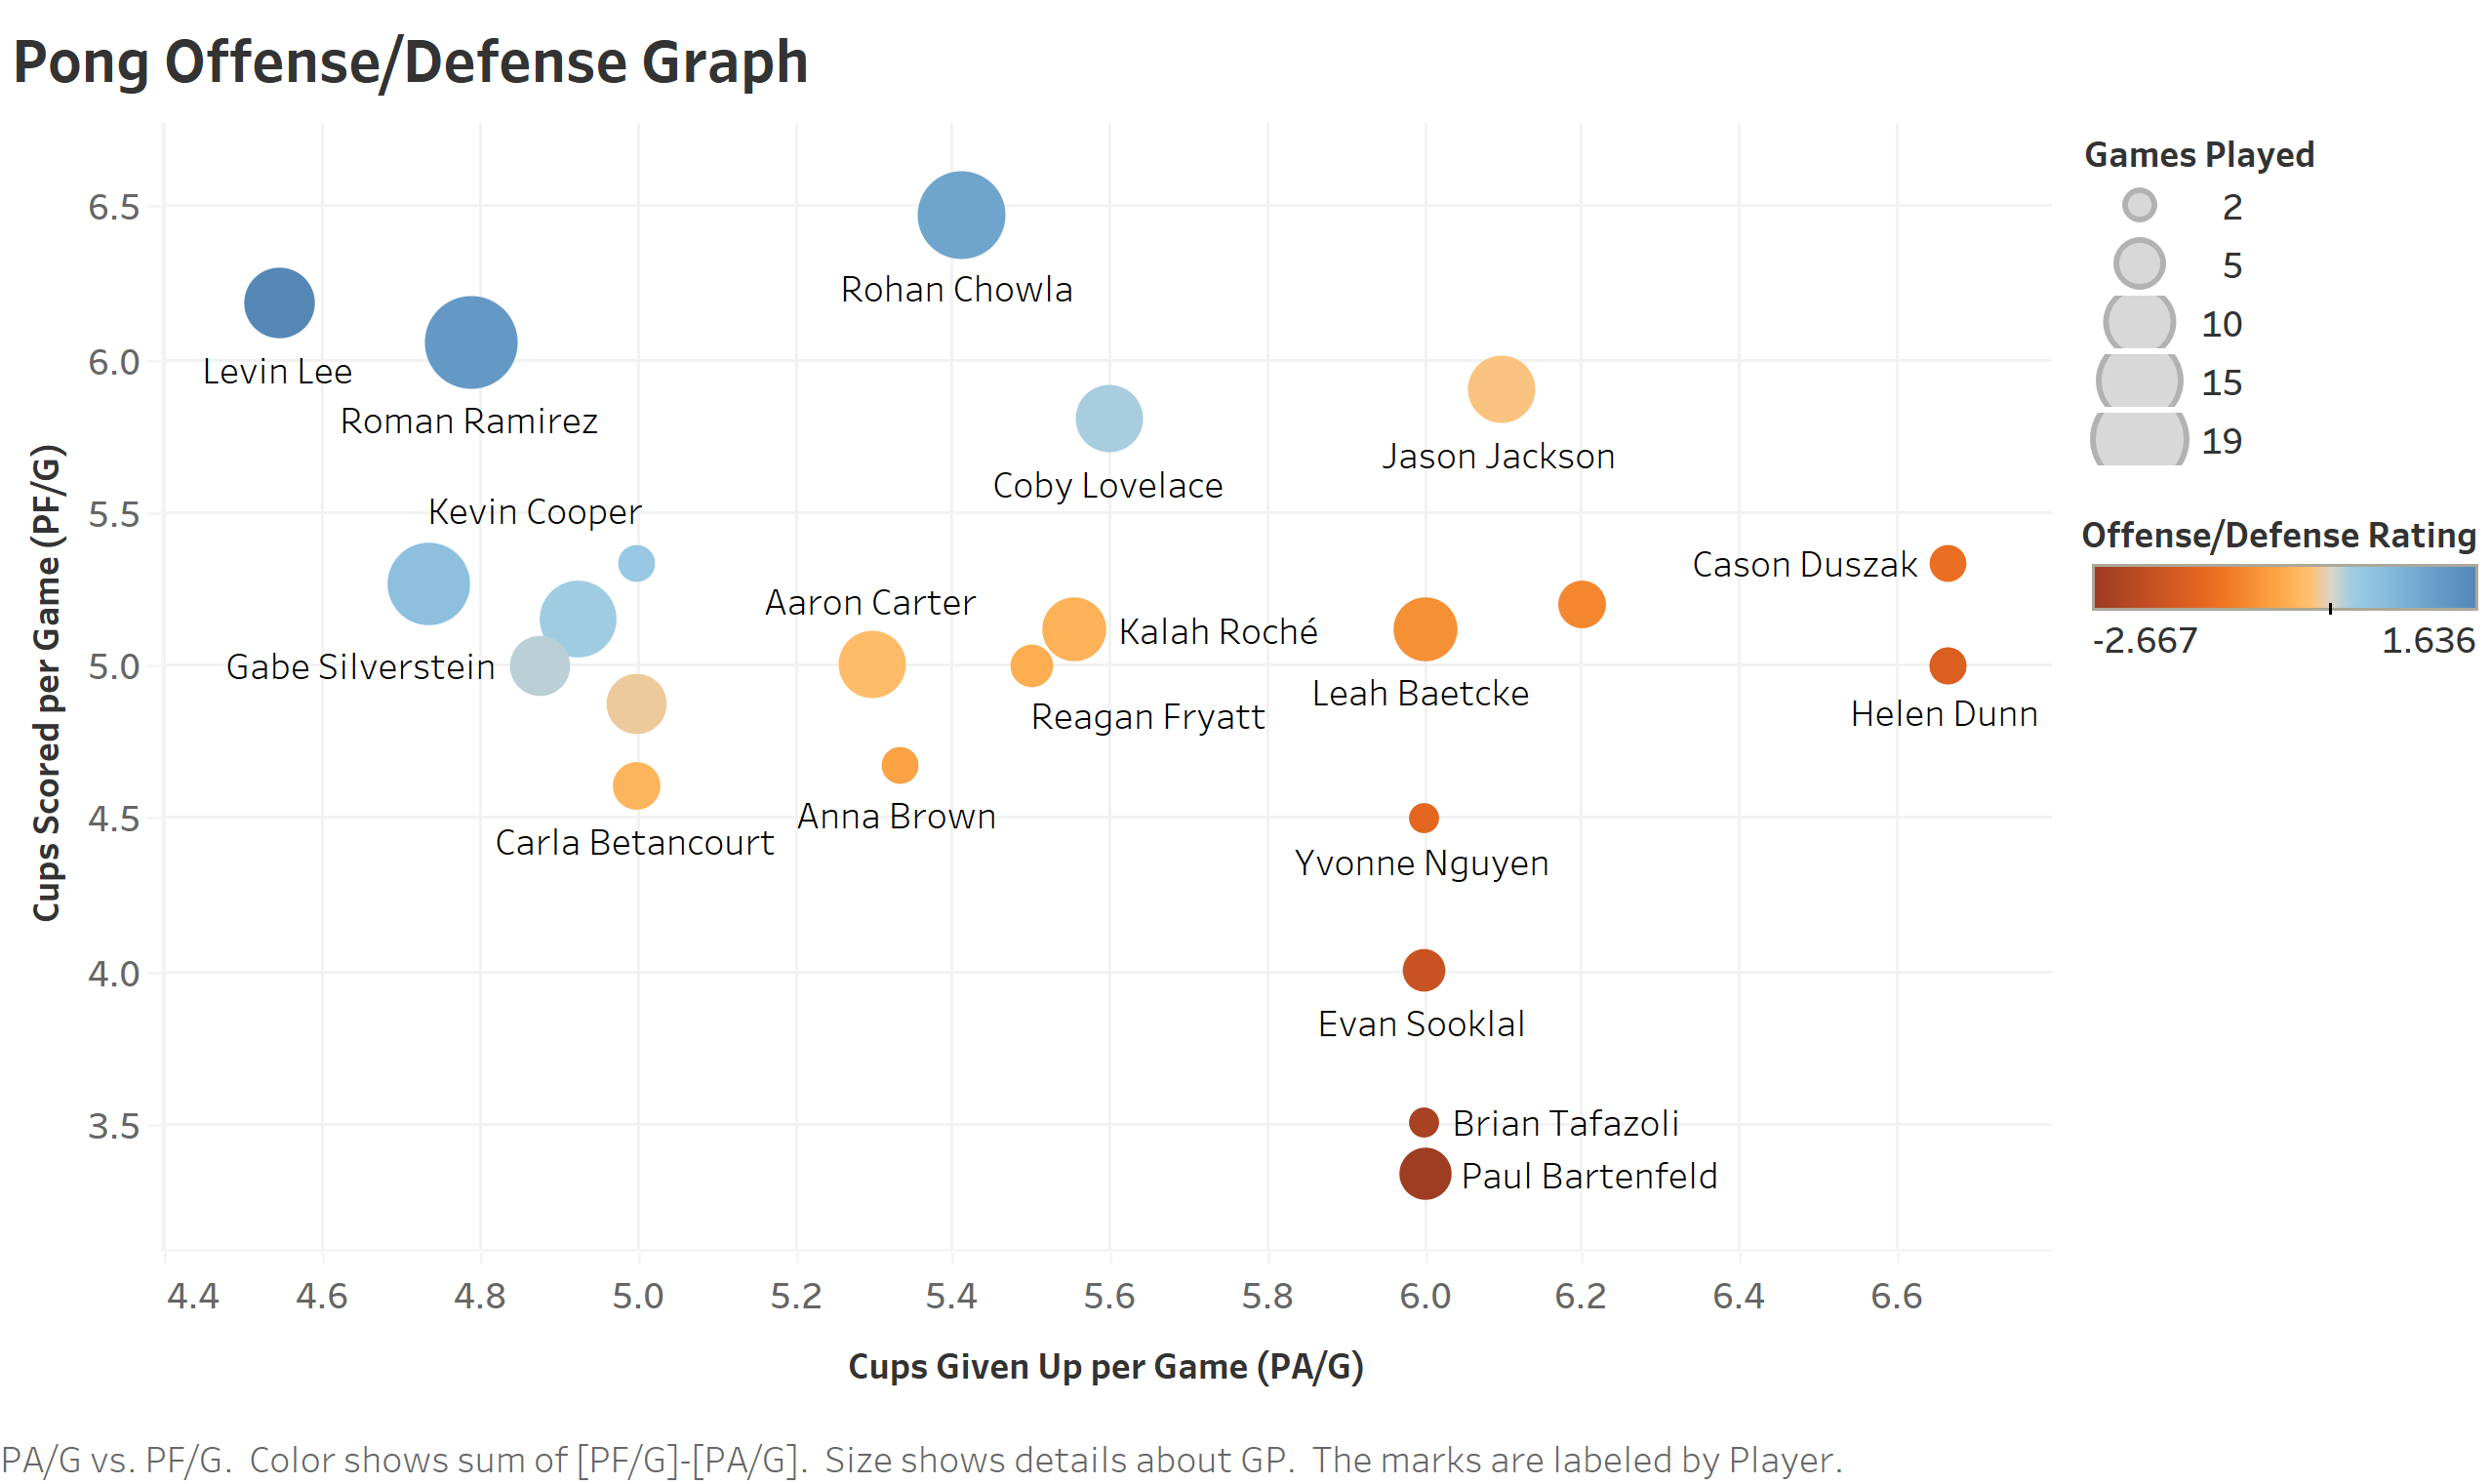 Pong Offense/Defense Graph
Cups Scored per Game (PF/G)
6.5
6.0
5.5
5.0
4.5
4.0
3.5
Rohan Chowla
Levin Lee
Roman Ramirez
Jason Jackson
Coby Lovelace
Kevin Cooper
Cason Duszak
Aaron Carter
Kalah Roché
Gabe Silverstein
Leah Baetcke
Reagan Fryatt
Helen Dunn
Anna Brown
Carla Betancourt
Yvonne Nguyen
Evan Sooklal
Brian Tafazoli
Paul Bartenfeld
4.4 4.6 4.8 5.0 5.2 5.4 5.6 5.8 6.0 6.2 6.4 6.6
Cups Given Up per Game (PA/G)
Games Played
2
5
10
15
19
Offense/Defense Rating
-2.667 1.636
PA/G vs. PF/G. Color shows sum of [PF/G]-[PA/G]. Size shows details about GP. The marks are labeled by Player.